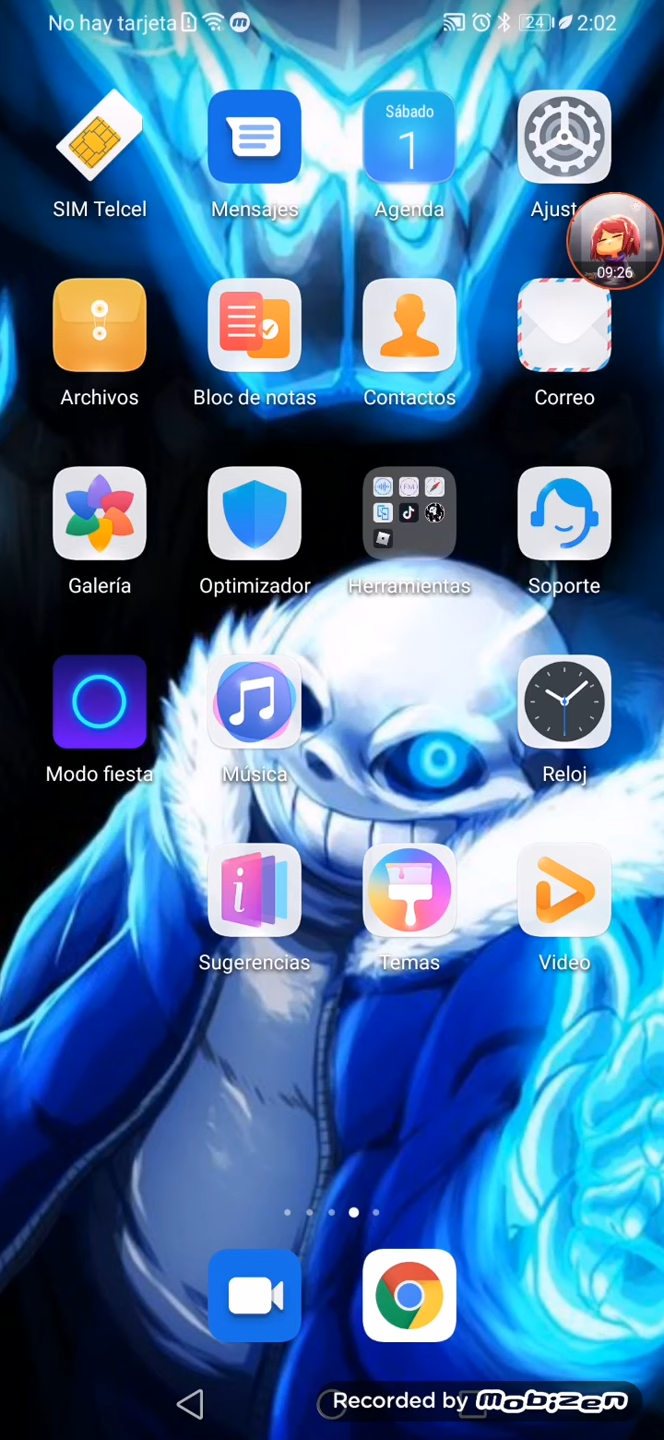 No hay tarjeta
24 2:02
Sábado
1
SIM Telcel
Mensajes
Agenda
Ajust
09:26
Archivos
Bloc de notas
Contactos
Correo
FM
Galería
Optimizador
Herramientas
Soporte
Modo fiesta
Música
Reloj
i
Sugerencias
Temas
Video
Recorded by mobizen